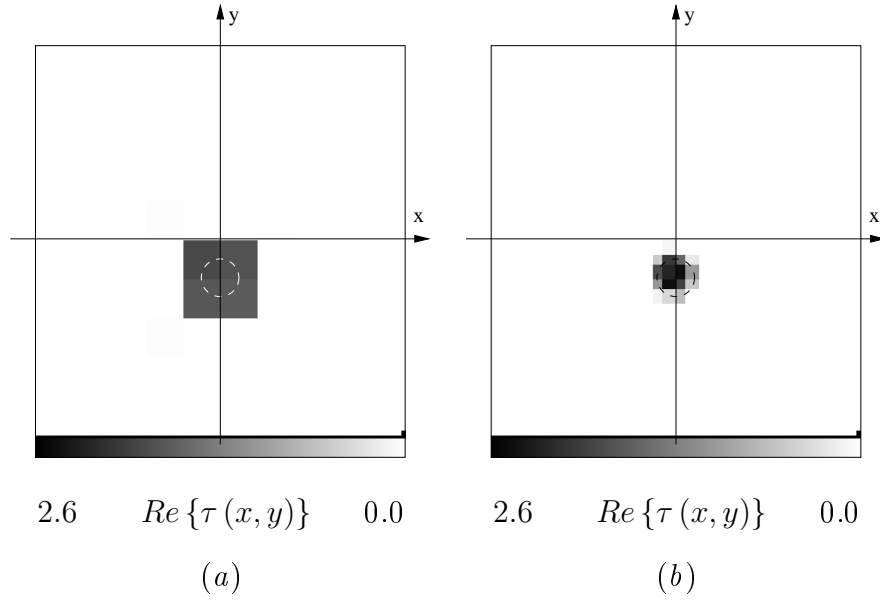 y
x
2.6 Re {τ (x, y)} 0.0
(a)
y
x
2.6 Re {τ (x, y)} 0.0
(b)